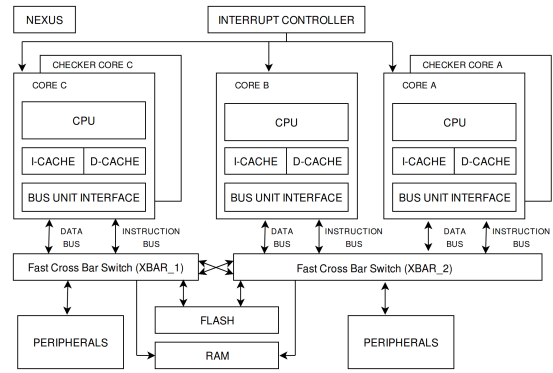 NEXUS
INTERRUPT CONTROLLER
CHECKER CORE C
CHECKER CORE A
CORE C
CORE B
CORE A
CPU
CPU
CPU
I-CACHE D-CACHE
I-CACHE D-CACHE
I-CACHE D-CACHE
BUS UNIT INTERFACE
BUS UNIT INTERFACE
BUS UNIT INTERFACE
DATA
BUS
INSTRUCTION
BUS
DATA
BUS
INSTRUCTION
BUS
DATA
BUS
INSTRUCTION
BUS
Fast Cross Bar Switch (XBAR_1)
Fast Cross Bar Switch (XBAR_2)
FLASH
PERIPHERALS
RAM
PERIPHERALS